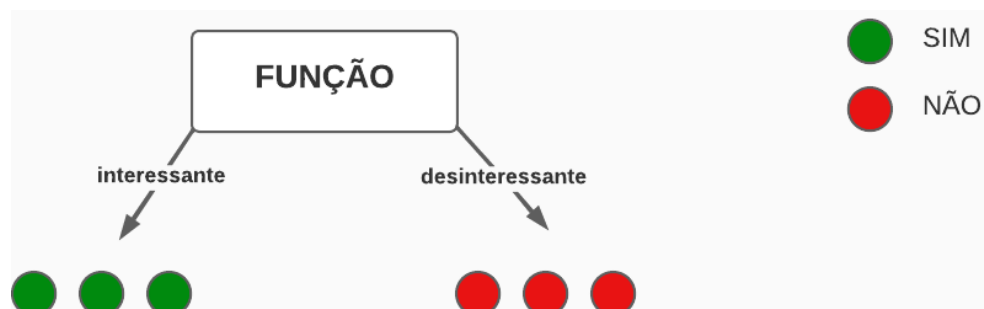 FUNÇÃO
SIM
NÃO
interessante
desinteressante